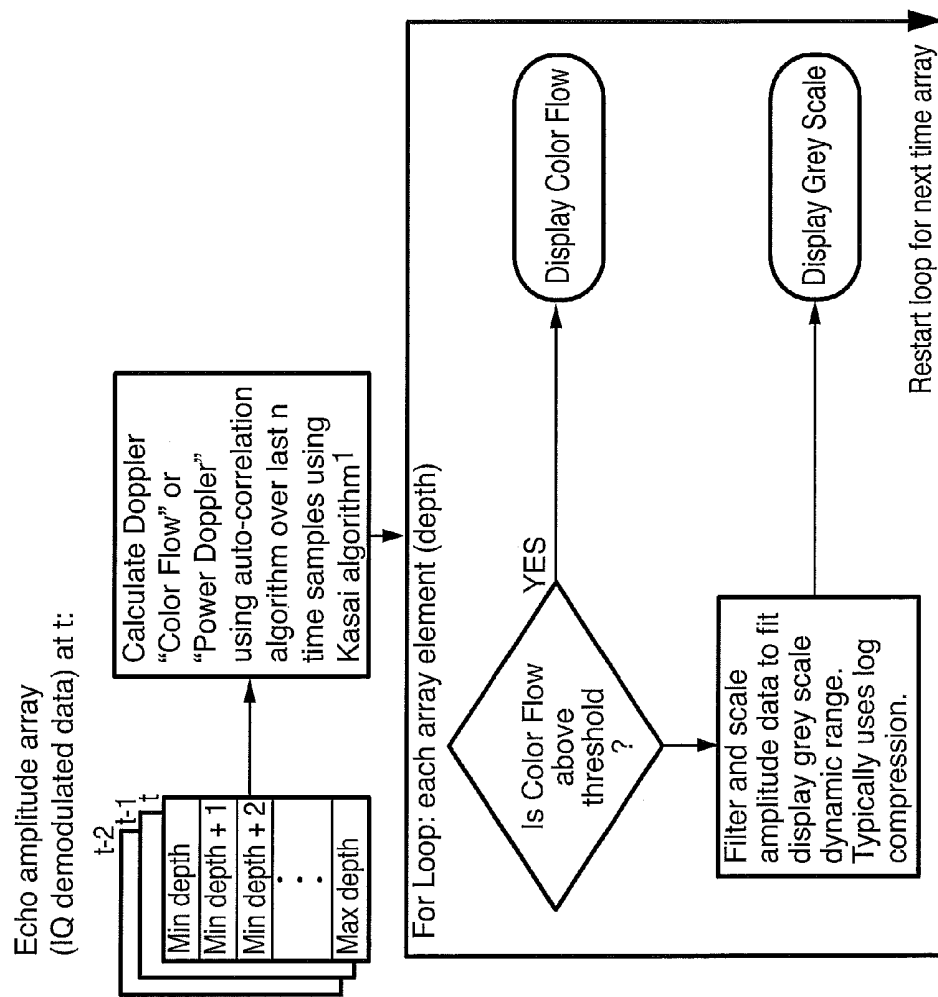 Echo amplitude array
(IQ demodulated data) at t:
t-2
t-1
t
Min depth
Min depth + 1
Min depth + 2
. . .
Max depth
Calculate Doppler
“Color Flow” or
“Power Doppler”
using auto-correlation
algorithm over last n
time samples using
Kasai algorithm1
For Loop: each array element (depth)
Is Color Flow
above
threshold
?
YES
Display Color Flow
Filter and scale
amplitude data to fit
display grey scale
dynamic range.
Typically uses log
compression.
Display Grey Scale
Restart loop for next time array